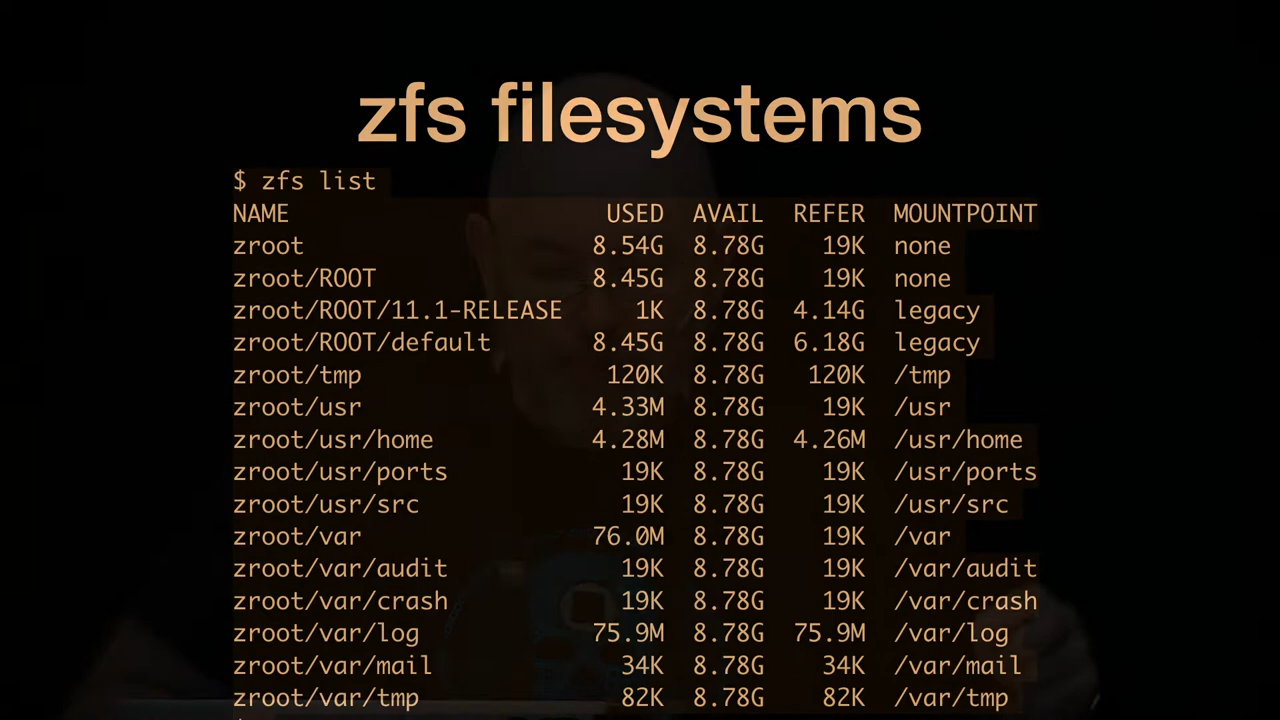 zfs filesystems
$ zfs list
NAME USED AVAIL REFER MOUNTPOINT
zroot 8.54G 8.78G 19K none
zroot/ROOT 8.45G 8.78G 19K none
zroot/ROOT/11.1-RELEASE 1K 8.78G 4.14G legacy
zroot/ROOT/default 8.45G 8.78G 6.18G legacy
zroot/tmp 120K 8.78G 120K /tmp
zroot/usr 4.33M 8.78G 19K /usr
zroot/usr/home 4.28M 8.78G 4.26M /usr/home
zroot/usr/ports 19K 8.78G 19K /usr/ports
zroot/usr/src 19K 8.78G 19K /usr/src
zroot/var 76.0M 8.78G 19K /var
zroot/var/audit 19K 8.78G 19K /var/audit
zroot/var/crash 19K 8.78G 19K /var/crash
zroot/var/log 75.9M 8.78G 75.9M /var/log
zroot/var/mail 34K 8.78G 34K /var/mail
zroot/var/tmp 82K 8.78G 82K /var/tmp